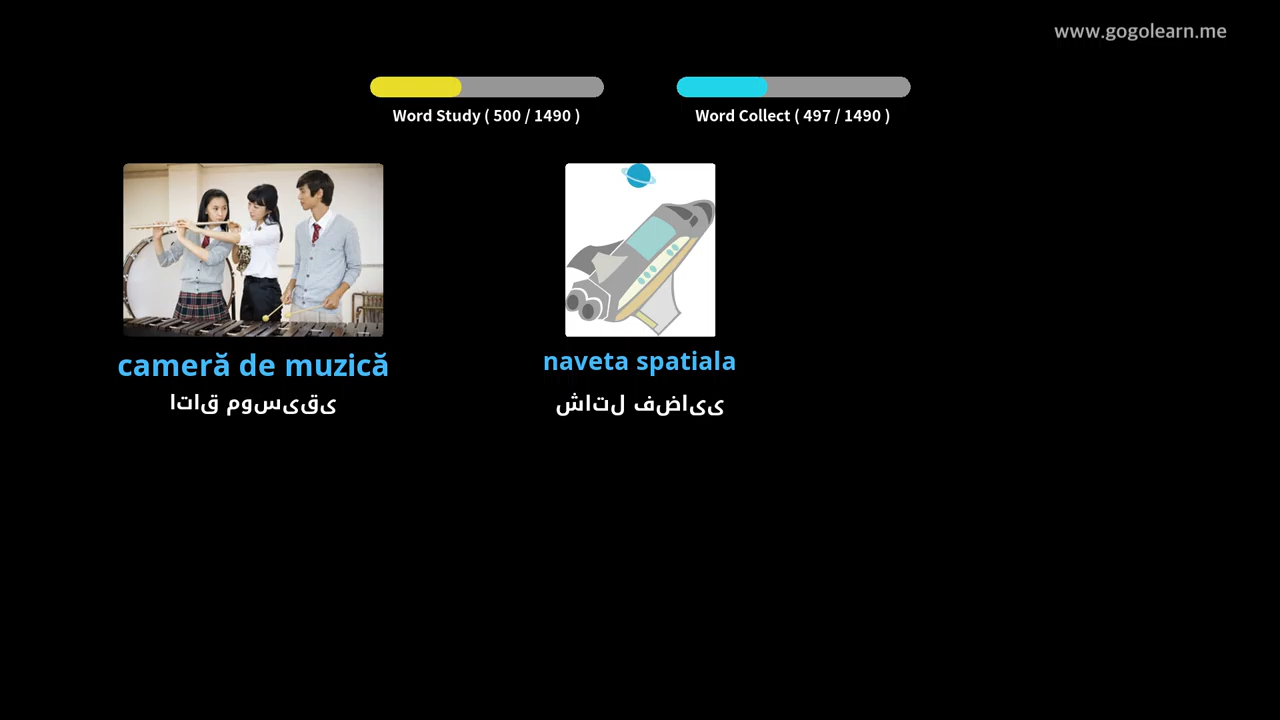 www.gogolearn.me
Word Study ( 500 / 1490 )
Word Collect ( 497 / 1490 )
cameră de muzică
اتاق موسیقی
naveta spatiala
شاتل فضایی